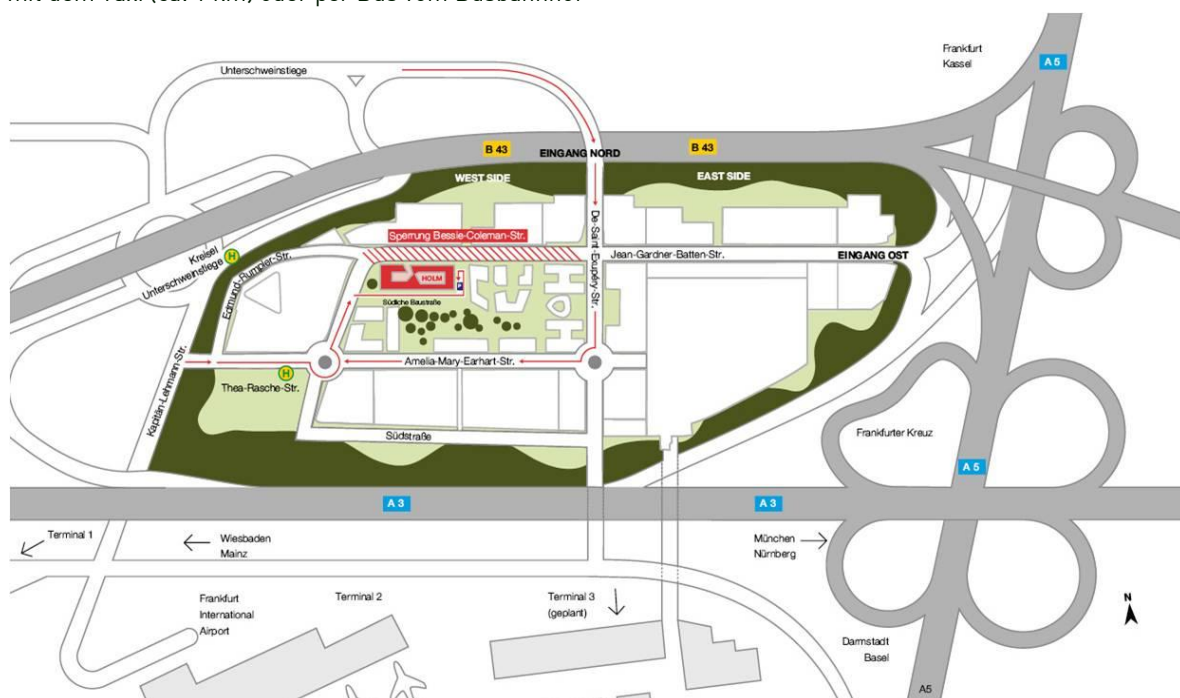 mit dem Taxi (ca. 1 km) oder per Bus vom Busbahnhof
Unterschweinstiege
Frankfurt
Kassel
A 5
B 43
EINGANG NORD
B 43
WEST SIDE
EAST SIDE
Sperrung Bessie-Coleman-Str.
De-Saint-Exupéry-Str.
Jean-Gardner-Batten-Str.
EINGANG OST
Kreisel
Unterschweinstiege
H
Edmund-Rumpler-Str.
HOLM
P
Südliche Baustraße
Kapitän-Lehmann-Str.
Amelia-Mary-Earhart-Str.
H
Thea-Rasche-Str.
Südstraße
Frankfurter Kreuz
A 5
A 3
A 3
Terminal 1
Wiesbaden
Mainz
München
Nürnberg
Frankfurt
International
Airport
Terminal 2
Terminal 3
(geplant)
N
Darmstadt
Basel
A5